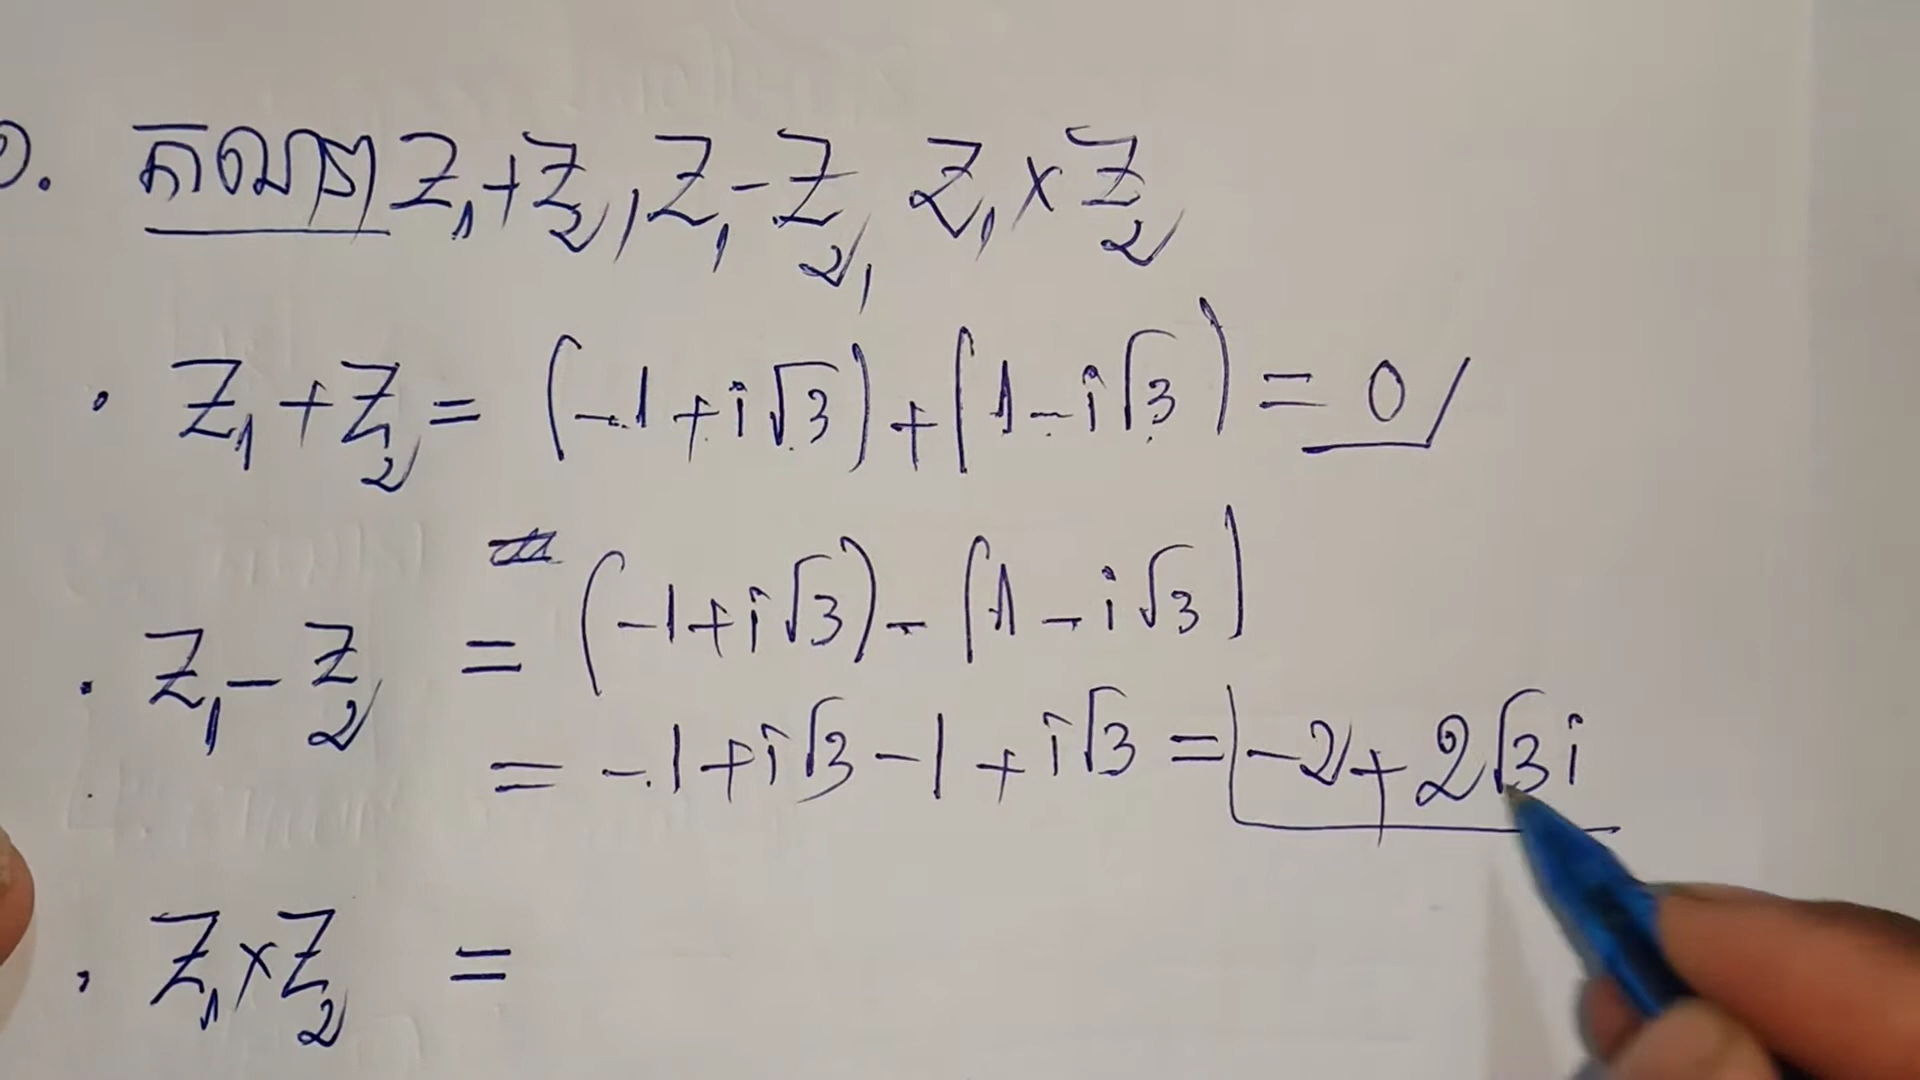 ១. គណនា Z₁+Z₂, Z₁-Z₂, Z₁×Z₂
· Z₁+Z₂ = (-1+i√3)+(1-i√3) = 0
· Z₁-Z₂ = (-1+i√3)-(1-i√3)
= -1+i√3-1+i√3 = -2+2√3i
· Z₁×Z₂ =